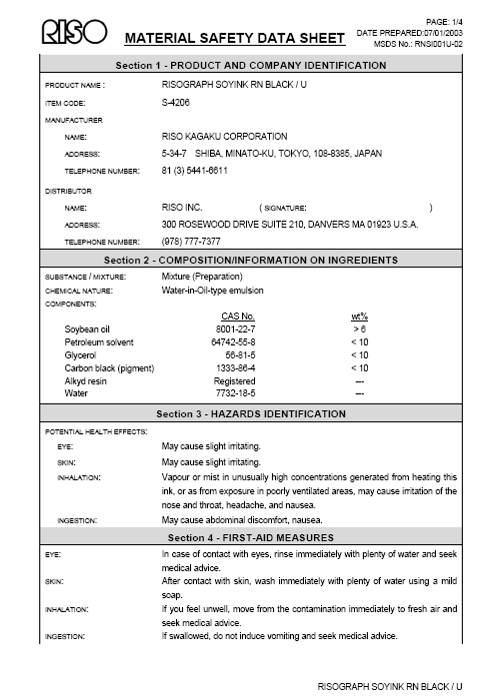 RISO
PAGE: 1/4
MATERIAL SAFETY DATA SHEET
DATE PREPARED:07/01/2003
MSDS No.: RNSI001U-02
Section 1 - PRODUCT AND COMPANY IDENTIFICATION
PRODUCT NAME : RISOGRAPH SOYINK RN BLACK / U
ITEM CODE: S-4206
MANUFACTURER
NAME: RISO KAGAKU CORPORATION
ADDRESS: 5-34-7 SHIBA, MINATO-KU, TOKYO, 108-8385, JAPAN
TELEPHONE NUMBER: 81 (3) 5441-6611
DISTRIBUTOR
NAME: RISO INC. ( SIGNATURE: )
ADDRESS: 300 ROSEWOOD DRIVE SUITE 210, DANVERS MA 01923 U.S.A.
TELEPHONE NUMBER: (978) 777-7377
Section 2 - COMPOSITION/INFORMATION ON INGREDIENTS
SUBSTANCE / MIXTURE: Mixture (Preparation)
CHEMICAL NATURE: Water-in-Oil-type emulsion
COMPONENTS:
CAS No. wt%
Soybean oil 8001-22-7 > 6
Petroleum solvent 64742-55-8 < 10
Glycerol 56-81-5 < 10
Carbon black (pigment) 1333-86-4 < 10
Alkyd resin Registered ---
Water 7732-18-5 ---
Section 3 - HAZARDS IDENTIFICATION
POTENTIAL HEALTH EFFECTS:
EYE: May cause slight irritating.
SKIN: May cause slight irritating.
INHALATION: Vapour or mist in unusually high concentrations generated from heating this
ink, or as from exposure in poorly ventilated areas, may cause irritation of the
nose and throat, headache, and nausea.
INGESTION: May cause abdominal discomfort, nausea.
Section 4 - FIRST-AID MEASURES
EYE: In case of contact with eyes, rinse immediately with plenty of water and seek
medical advice.
SKIN: After contact with skin, wash immediately with plenty of water using a mild
soap.
INHALATION: If you feel unwell, move from the contamination immediately to fresh air and
seek medical advice.
INGESTION: If swallowed, do not induce vomiting and seek medical advice.
RISOGRAPH SOYINK RN BLACK / U